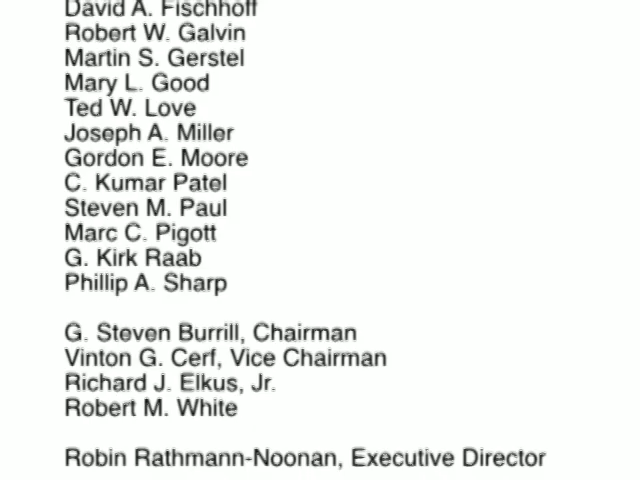 David A. Fischhoff
Robert W. Galvin
Martin S. Gerstel
Mary L. Good
Ted W. Love
Joseph A. Miller
Gordon E. Moore
C. Kumar Patel
Steven M. Paul
Marc C. Pigott
G. Kirk Raab
Phillip A. Sharp
G. Steven Burrill, Chairman
Vinton G. Cerf, Vice Chairman
Richard J. Elkus, Jr.
Robert M. White
Robin Rathmann-Noonan, Executive Director